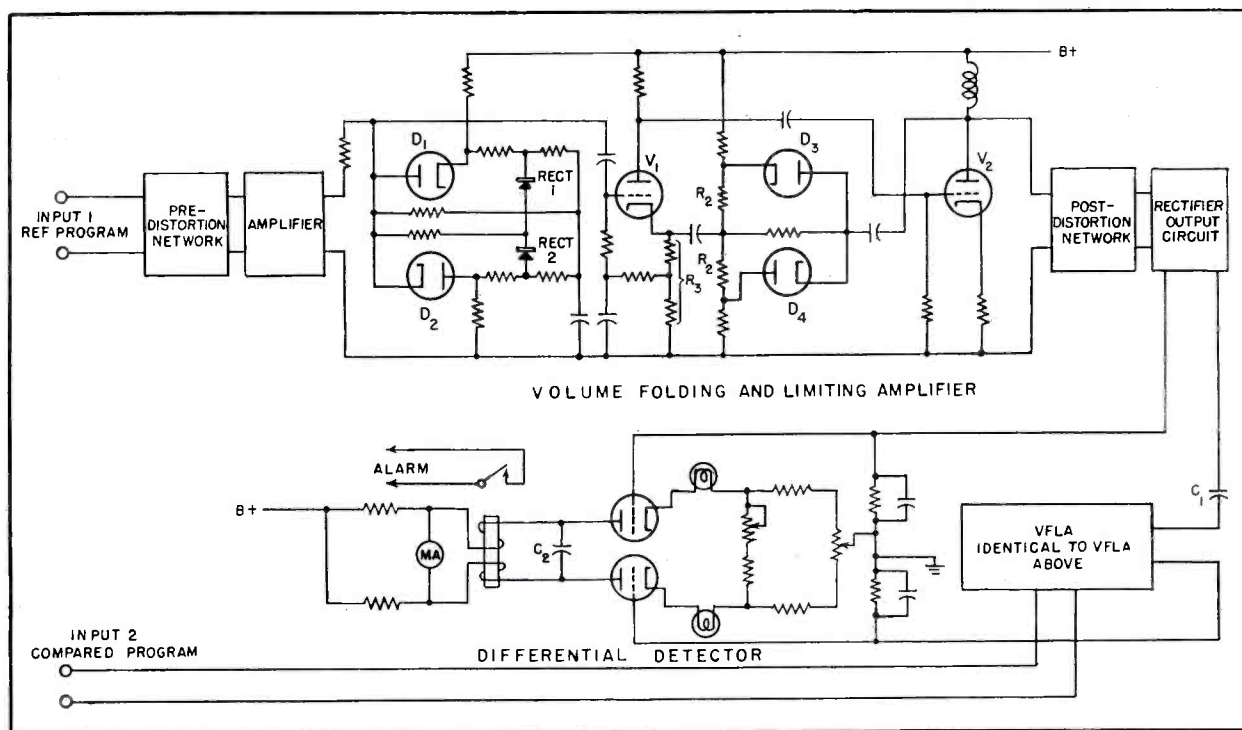 B+
D1
RECT
1
V1
D3
V2
R2
INPUT 1
REF PROGRAM
PRE-
DISTORTION
NETWORK
AMPLIFIER
POST-
DISTORTION
NETWORK
RECTIFIER
OUTPUT
CIRCUIT
RECT
2
R2
R3
D2
D4
VOLUME FOLDING AND LIMITING AMPLIFIER
ALARM
C1
B+
MA
C2
VFLA
IDENTICAL TO VFLA
ABOVE
INPUT 2
COMPARED PROGRAM
DIFFERENTIAL DETECTOR